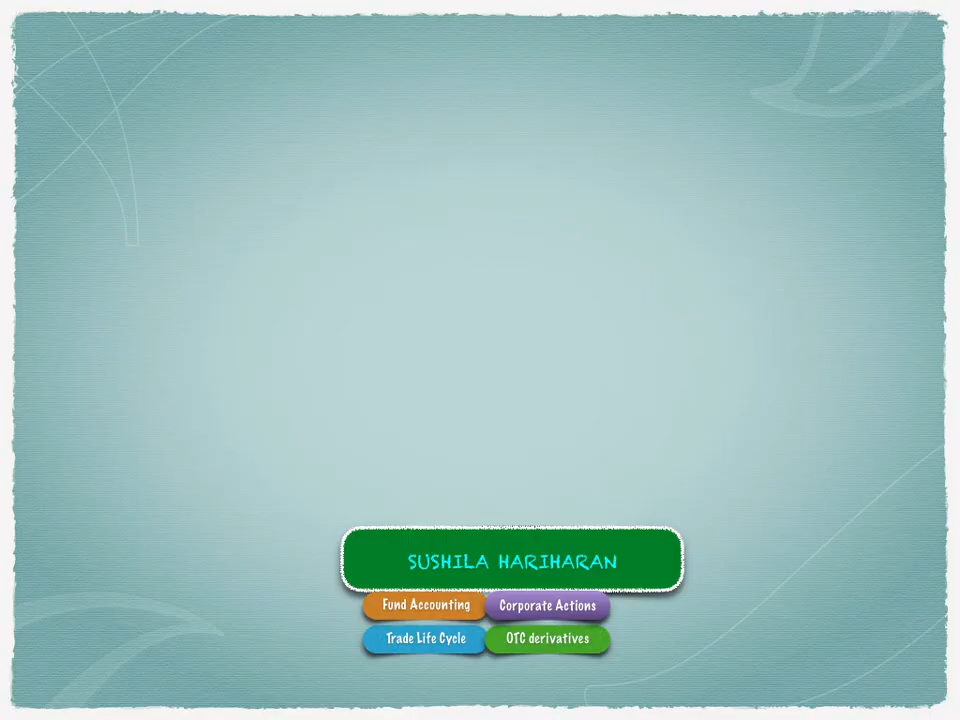 SUSHILA HARIHARAN
Fund Accounting Corporate Actions
Trade Life Cycle OTC derivatives